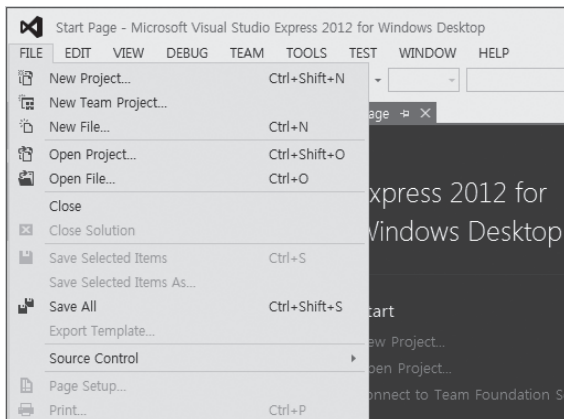 Start Page - Microsoft Visual Studio Express 2012 for Windows Desktop
FILE EDIT VIEW DEBUG TEAM TOOLS TEST WINDOW HELP
New Project... Ctrl+Shift+N
New Team Project...
New File... Ctrl+N
Open Project... Ctrl+Shift+O
Open File... Ctrl+O
Close
Close Solution
Save Selected Items Ctrl+S
Save Selected Items As...
Save All Ctrl+Shift+S
Export Template...
Source Control
Page Setup...
Print... Ctrl+P
age
xpress 2012 for
Windows Desktop
tart
ew Project...
pen Project...
onnect to Team Foundation S